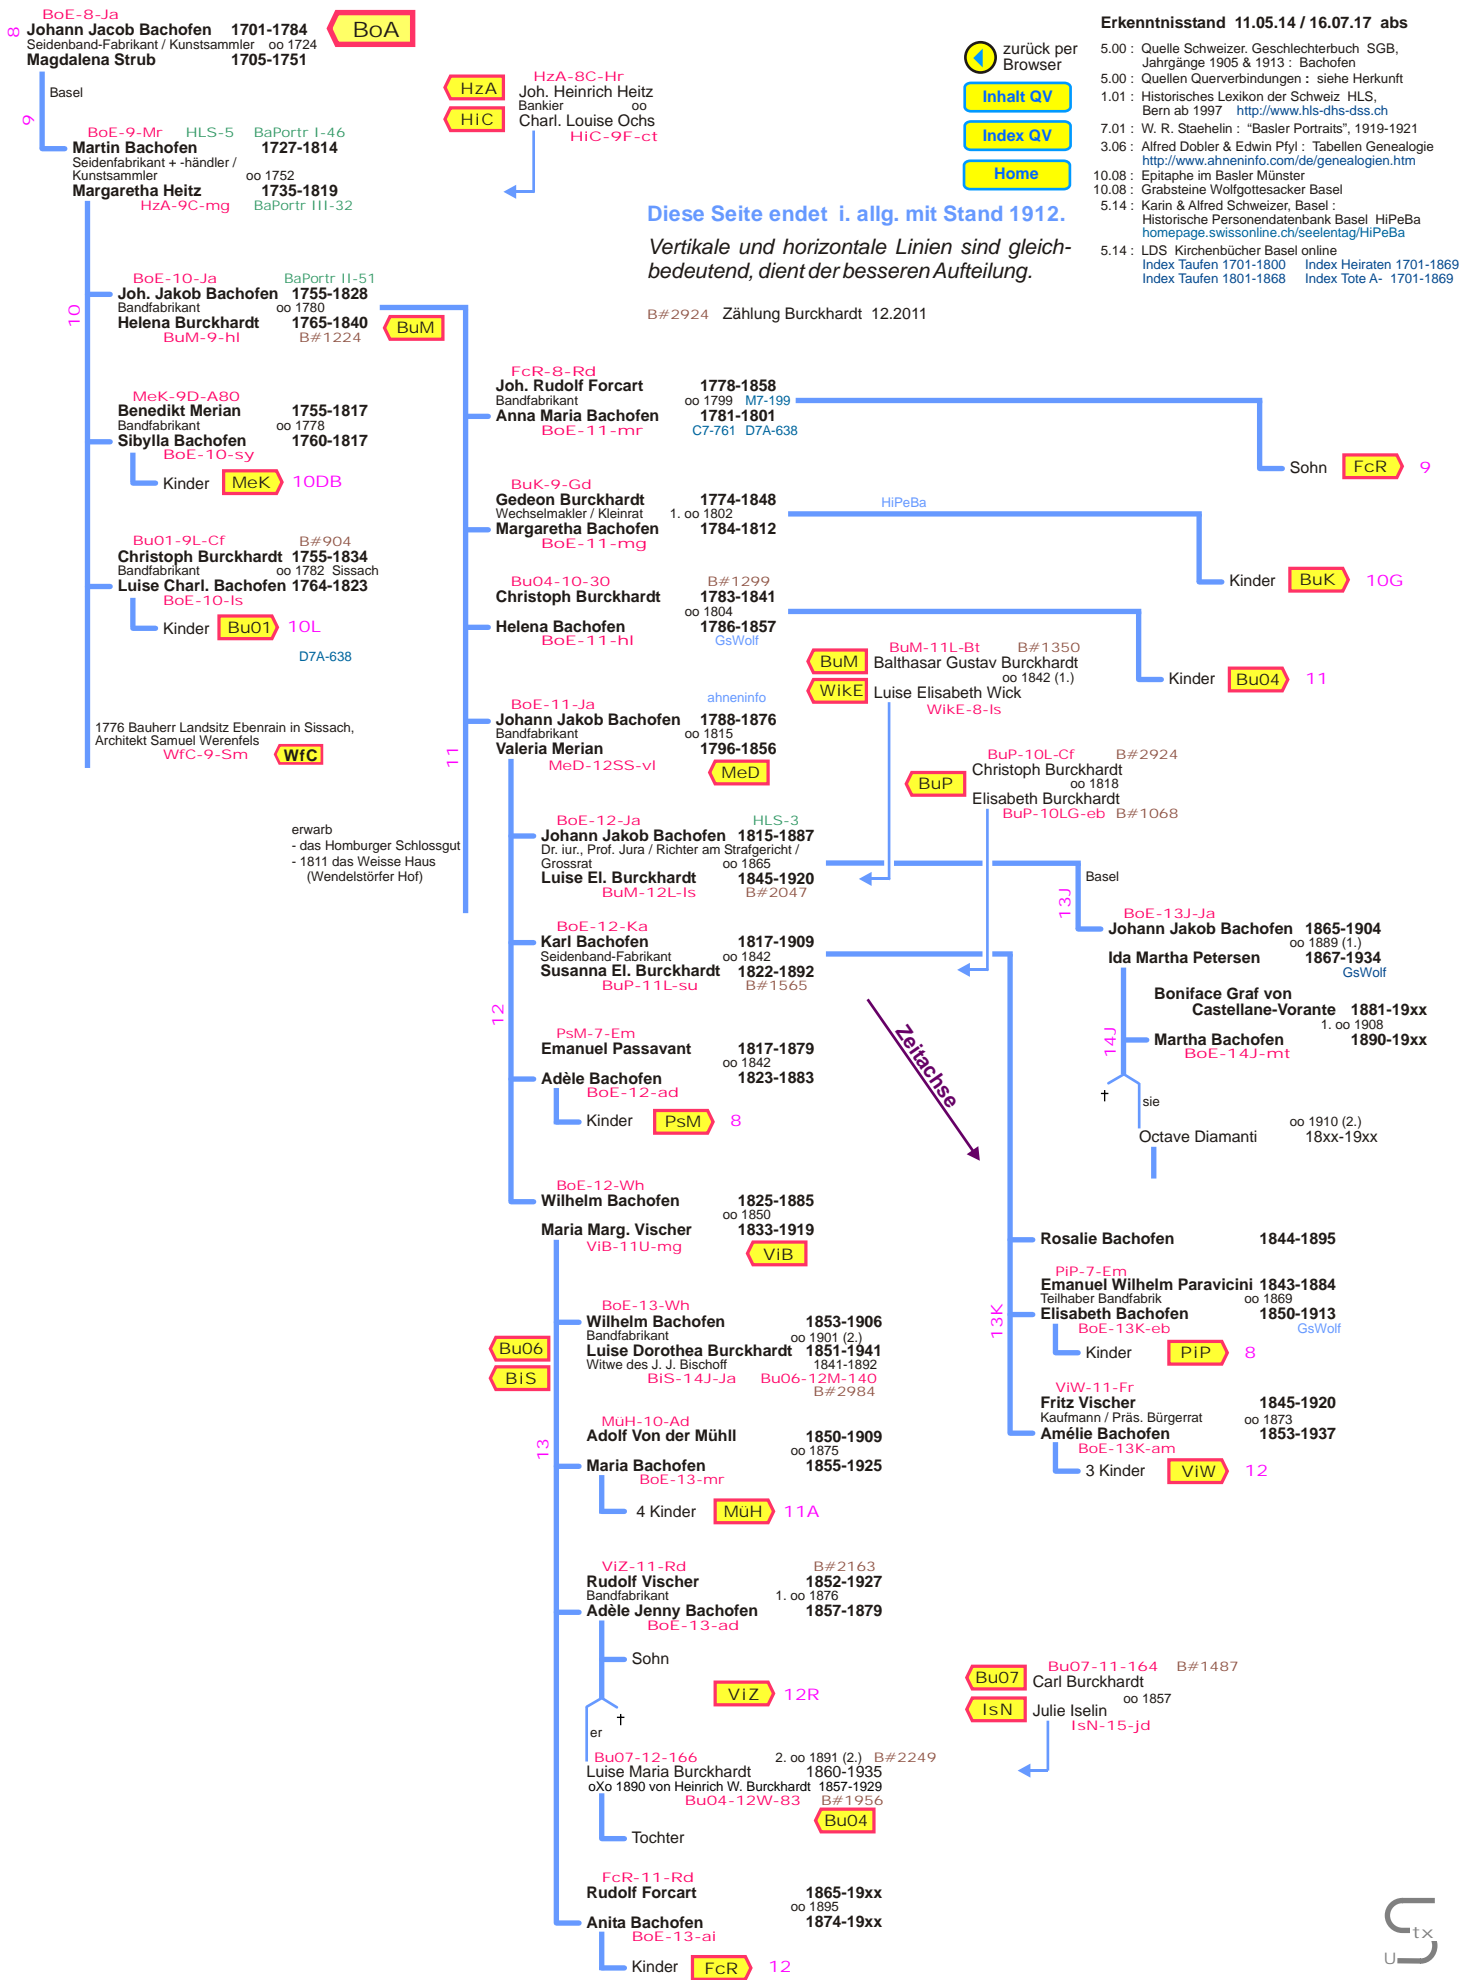 BoE-8-Ja
8
Johann Jacob Bachofen 1701-1784
BoA
Seidenband-Fabrikant / Kunstsammler oo 1724
Magdalena Strub 1705-1751
Basel
9
BoE-9-Mr HLS-5 BaPortr I-46
Martin Bachofen 1727-1814
Seidenfabrikant + -händler /
Kunstsammler oo 1752
Margaretha Heitz 1735-1819
HzA-9C-mg BaPortr III-32
HzA
HiC
HzA-8C-Hr
Joh. Heinrich Heitz
Bankier oo
Charl. Louise Ochs
HiC-9F-ct
zurück per
Browser
Inhalt QV
Index QV
Home
Erkenntnisstand 11.05.14 / 16.07.17 abs
5.00 : Quelle Schweizer. Geschlechterbuch SGB,
Jahrgänge 1905 & 1913 : Bachofen
5.00 : Quellen Querverbindungen : siehe Herkunft
1.01 : Historisches Lexikon der Schweiz HLS,
Bern ab 1997 http://www.hls-dhs-dss.ch
7.01 : W. R. Staehelin : “Basler Portraits”, 1919-1921
3.06 : Alfred Dobler & Edwin Pfyl : Tabellen Genealogie
http://www.ahneninfo.com/de/genealogien.htm
10.08 : Epitaphe im Basler Münster
10.08 : Grabsteine Wolfgottesacker Basel
5.14 : Karin & Alfred Schweizer, Basel :
Historische Personendatenbank Basel HiPeBa
homepage.swissonline.ch/seelentag/HiPeBa
5.14 : LDS Kirchenbücher Basel online
Index Taufen 1701-1800 Index Heiraten 1701-1869
Index Taufen 1801-1868 Index Tote A- 1701-1869
Diese Seite endet i. allg. mit Stand 1912.
Vertikale und horizontale Linien sind gleich-
bedeutend, dient der besseren Aufteilung.
B#2924 Zählung Burckhardt 12.2011
10
BoE-10-Ja BaPortr II-51
Joh. Jakob Bachofen 1755-1828
Bandfabrikant oo 1780
Helena Burckhardt 1765-1840
BuM-9-hl B#1224
BuM
MeK-9D-A80
Benedikt Merian 1755-1817
Bandfabrikant oo 1778
Sibylla Bachofen 1760-1817
BoE-10-sy
Kinder MeK 10DB
Bu01-9L-Cf B#904
Christoph Burckhardt 1755-1834
Bandfabrikant oo 1782 Sissach
Luise Charl. Bachofen 1764-1823
BoE-10-ls
Kinder Bu01 10L
D7A-638
1776 Bauherr Landsitz Ebenrain in Sissach,
Architekt Samuel Werenfels
WfC-9-Sm WfC
erwarb
- das Homburger Schlossgut
- 1811 das Weisse Haus
(Wendelstörfer Hof)
11
FcR-8-Rd
Joh. Rudolf Forcart 1778-1858
Bandfabrikant oo 1799 M7-199
Anna Maria Bachofen 1781-1801
BoE-11-mr C7-761 D7A-638
Sohn FcR 9
BuK-9-Gd
Gedeon Burckhardt 1774-1848
Wechselmakler / Kleinrat 1. oo 1802
Margaretha Bachofen 1784-1812
BoE-11-mg
HiPeBa
Kinder BuK 10G
Bu04-10-30 B#1299
Christoph Burckhardt 1783-1841
oo 1804
Helena Bachofen 1786-1857
BoE-11-hl GsWolf
Kinder Bu04 11
BuM
WikE
BuM-11L-Bt B#1350
Balthasar Gustav Burckhardt
oo 1842 (1.)
Luise Elisabeth Wick
WikE-8-ls
BoE-11-Ja ahneninfo
Johann Jakob Bachofen 1788-1876
Bandfabrikant oo 1815
Valeria Merian 1796-1856
MeD-12SS-vl MeD
BuP
BuP-10L-Cf B#2924
Christoph Burckhardt
oo 1818
Elisabeth Burckhardt
BuP-10LG-eb B#1068
12
BoE-12-Ja HLS-3
Johann Jakob Bachofen 1815-1887
Dr. iur., Prof. Jura / Richter am Strafgericht /
Grossrat oo 1865
Luise El. Burckhardt 1845-1920
BuM-12L-ls B#2047
BoE-12-Ka
Karl Bachofen 1817-1909
Seidenband-Fabrikant oo 1842
Susanna El. Burckhardt 1822-1892
BuP-11L-su B#1565
PsM-7-Em
Emanuel Passavant 1817-1879
oo 1842
Adèle Bachofen 1823-1883
BoE-12-ad
Kinder PsM 8
Zeitachse
BoE-12-Wh
Wilhelm Bachofen 1825-1885
oo 1850
Maria Marg. Vischer 1833-1919
ViB-11U-mg ViB
Basel
13J
BoE-13J-Ja
Johann Jakob Bachofen 1865-1904
oo 1889 (1.)
Ida Martha Petersen 1867-1934
GsWolf
14J
Boniface Graf von
Castellane-Vorante 1881-19xx
1. oo 1908
Martha Bachofen 1890-19xx
BoE-14J-mt
†
sie
oo 1910 (2.)
Octave Diamanti 18xx-19xx
13K
Rosalie Bachofen 1844-1895
PiP-7-Em
Emanuel Wilhelm Paravicini 1843-1884
Teilhaber Bandfabrik oo 1869
Elisabeth Bachofen 1850-1913
BoE-13K-eb GsWolf
Kinder PiP 8
ViW-11-Fr
Fritz Vischer 1845-1920
Kaufmann / Präs. Bürgerrat oo 1873
Amélie Bachofen 1853-1937
BoE-13K-am
3 Kinder ViW 12
13
Bu06
BiS
BoE-13-Wh
Wilhelm Bachofen 1853-1906
Bandfabrikant oo 1901 (2.)
Luise Dorothea Burckhardt 1851-1941
Witwe des J. J. Bischoff 1841-1892
BiS-14J-Ja Bu06-12M-140
B#2984
MüH-10-Ad
Adolf Von der Mühll 1850-1909
oo 1875
Maria Bachofen 1855-1925
BoE-13-mr
4 Kinder MüH 11A
ViZ-11-Rd B#2163
Rudolf Vischer 1852-1927
Bandfabrikant 1. oo 1876
Adèle Jenny Bachofen 1857-1879
BoE-13-ad
Sohn
ViZ 12R
†
er
Bu07
IsN
Bu07-11-164 B#1487
Carl Burckhardt
oo 1857
Julie Iselin
IsN-15-jd
Bu07-12-166 2. oo 1891 (2.) B#2249
Luise Maria Burckhardt 1860-1935
oXo 1890 von Heinrich W. Burckhardt 1857-1929
Bu04-12W-83 B#1956
Bu04
Tochter
FcR-11-Rd
Rudolf Forcart 1865-19xx
oo 1895
Anita Bachofen 1874-19xx
BoE-13-ai
Kinder FcR 12
Stx
U